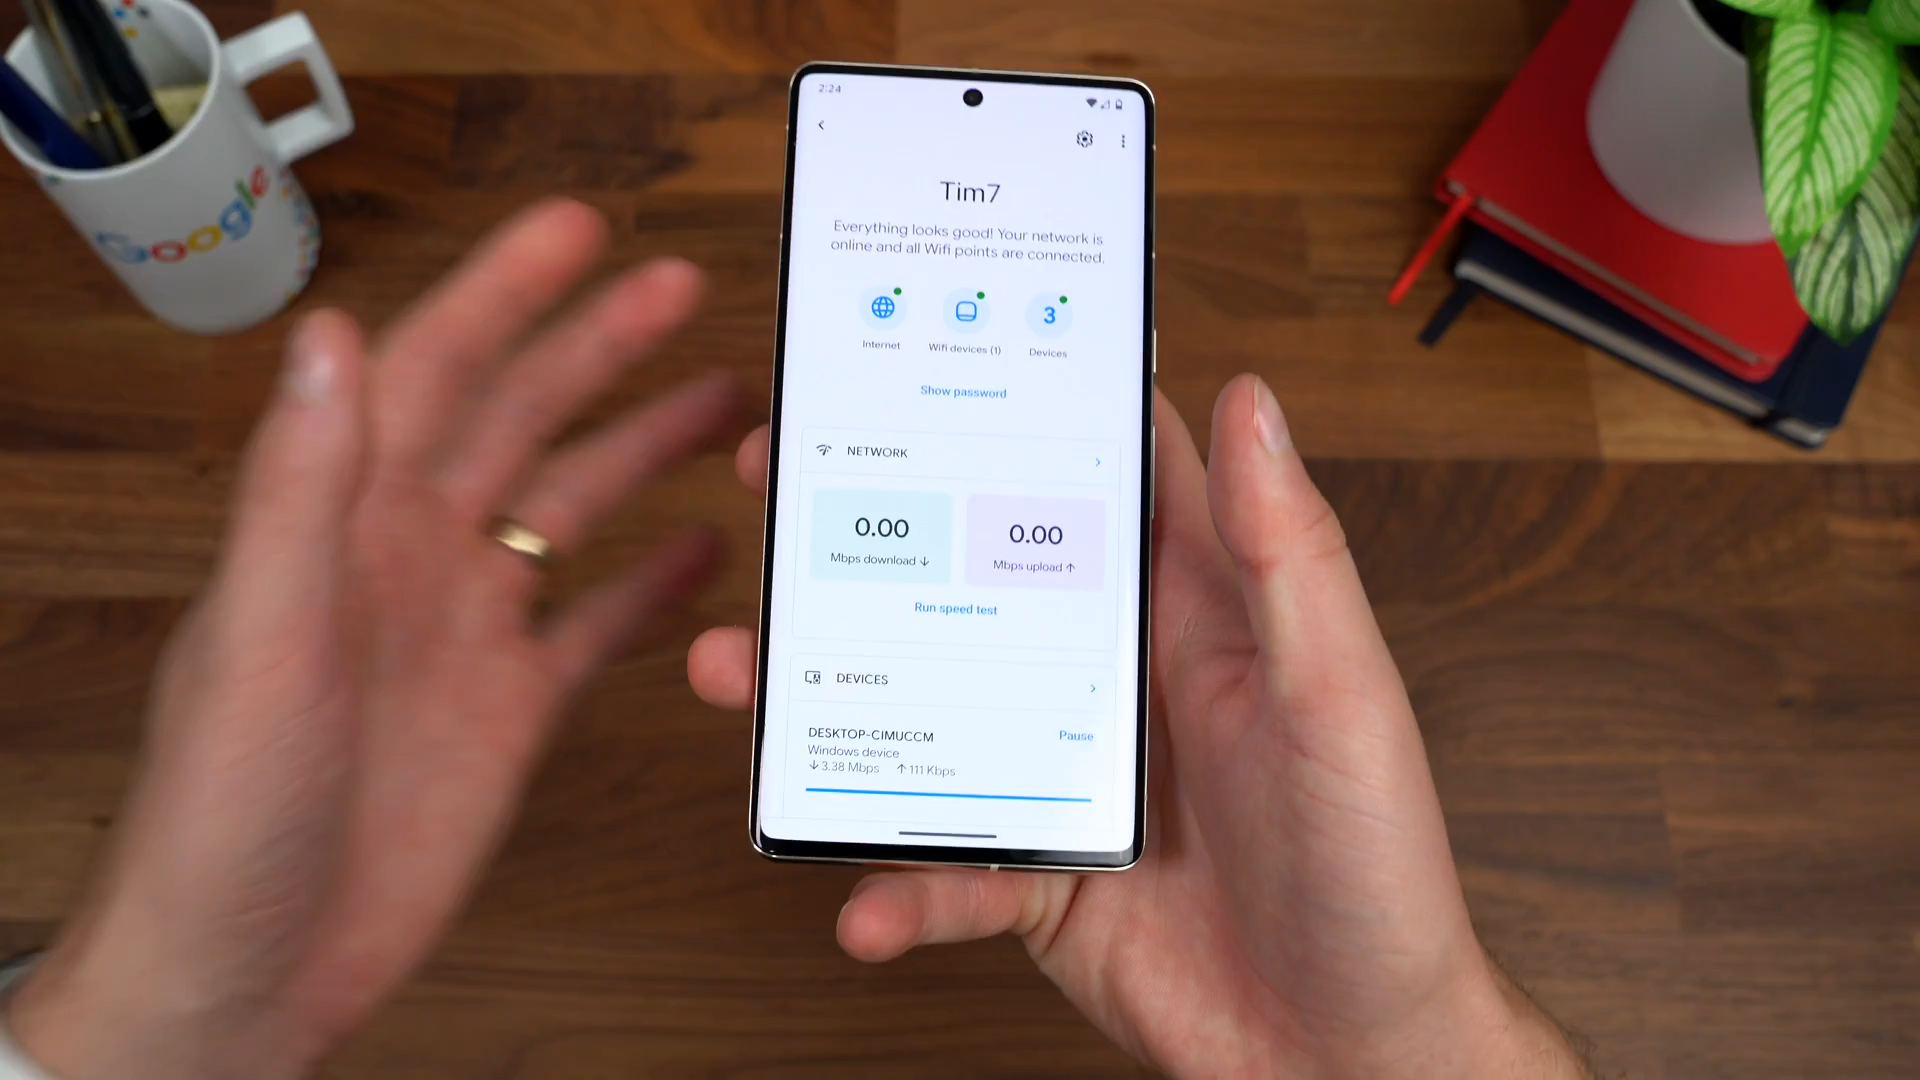 Google
2:24
Tim7
Everything looks good! Your network is
online and all Wifi points are connected.
3
Internet
Wifi devices (1)
Devices
Show password
NETWORK
0.00
Mbps download ↓
0.00
Mbps upload ↑
Run speed test
DEVICES
DESKTOP-CIMUCCM
Pause
Windows device
↓ 3.38 Mbps ↑ 111 Kbps